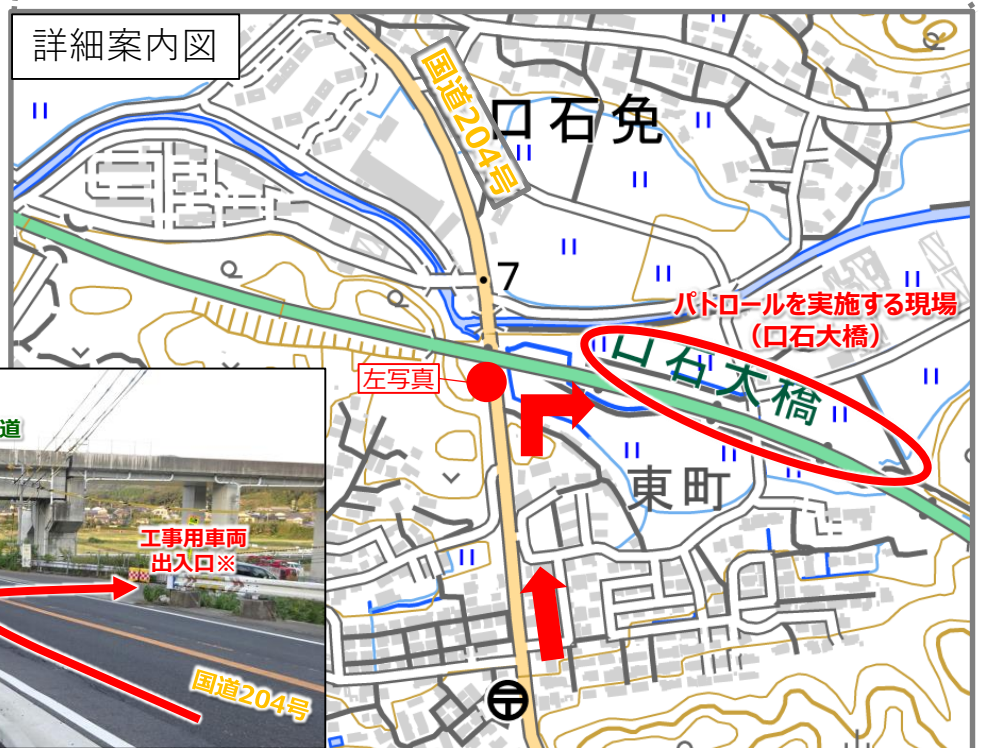 詳細案内図
国道204号
口石免
7
パトロールを実施する現場
(口石大橋)
口石大橋
左写真
東町
道
工事用車両
出入口※
国道204号